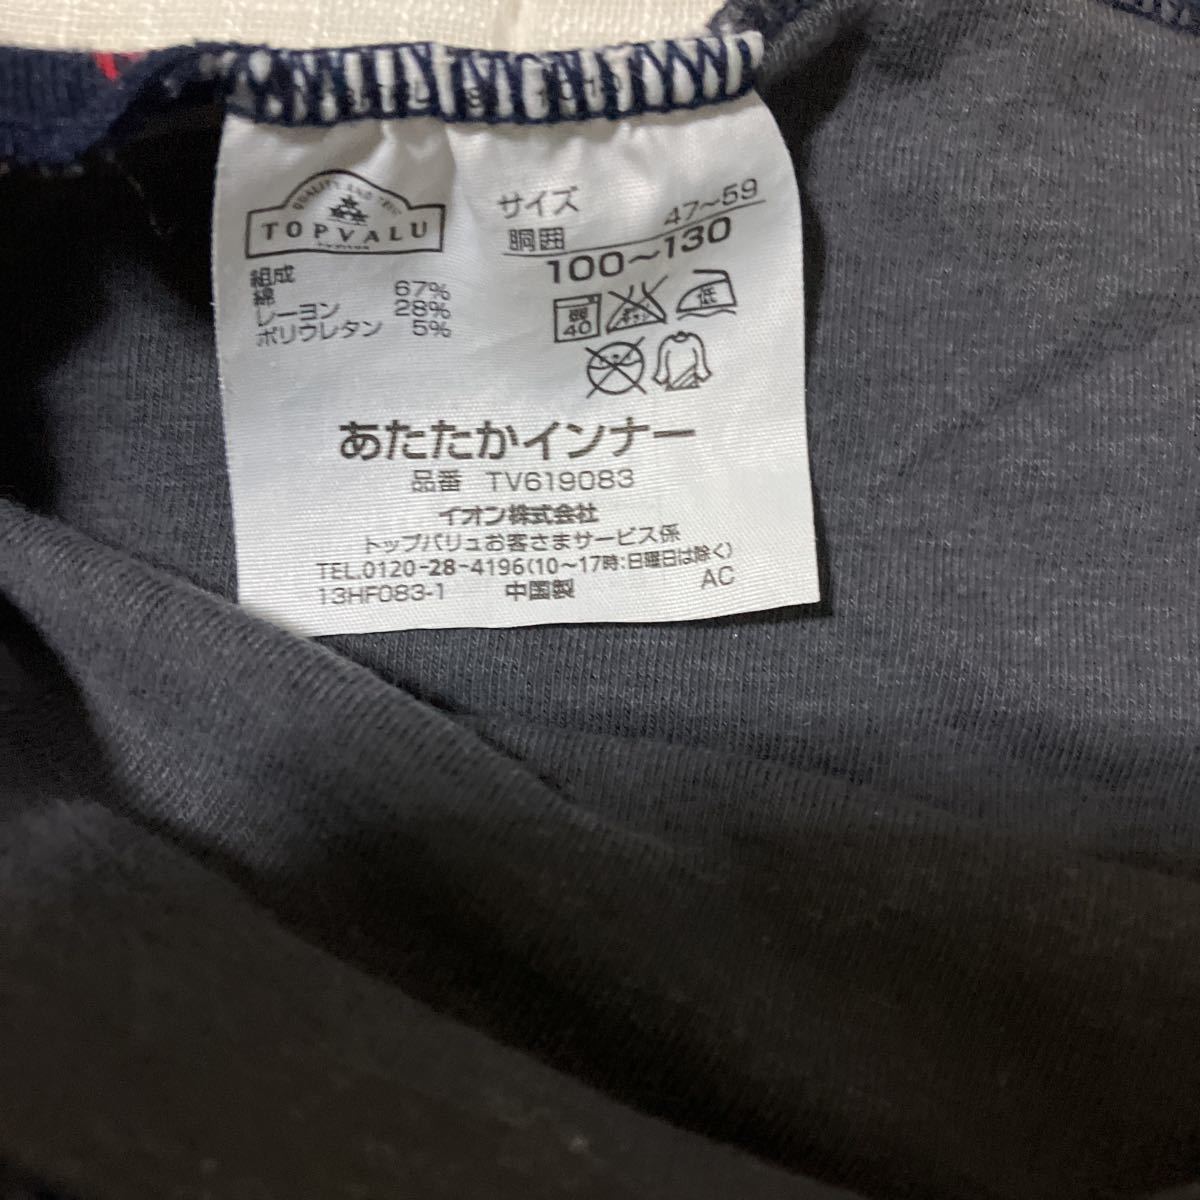 QUALITY AND TRUST
TOPVALU
組成
綿 67%
レーヨン 28%
ポリウレタン 5%
サイズ
胴囲 47〜59
100〜130
弱
40
低
あたたかインナー
品番 TV619083
イオン株式会社
トップバリュお客さまサービス係
TEL.0120-28-4196(10〜17時:日曜日は除く)
13HF083-1 中国製 AC